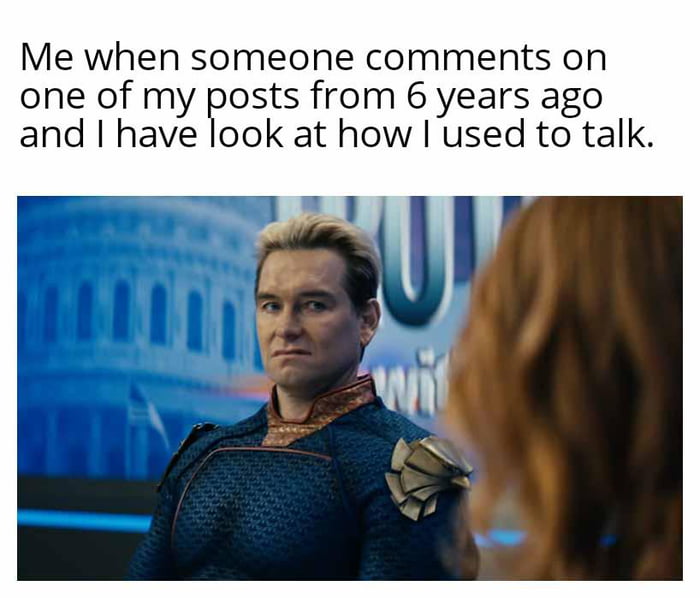 Me when someone comments on
one of my posts from 6 years ago
and I have look at how I used to talk.